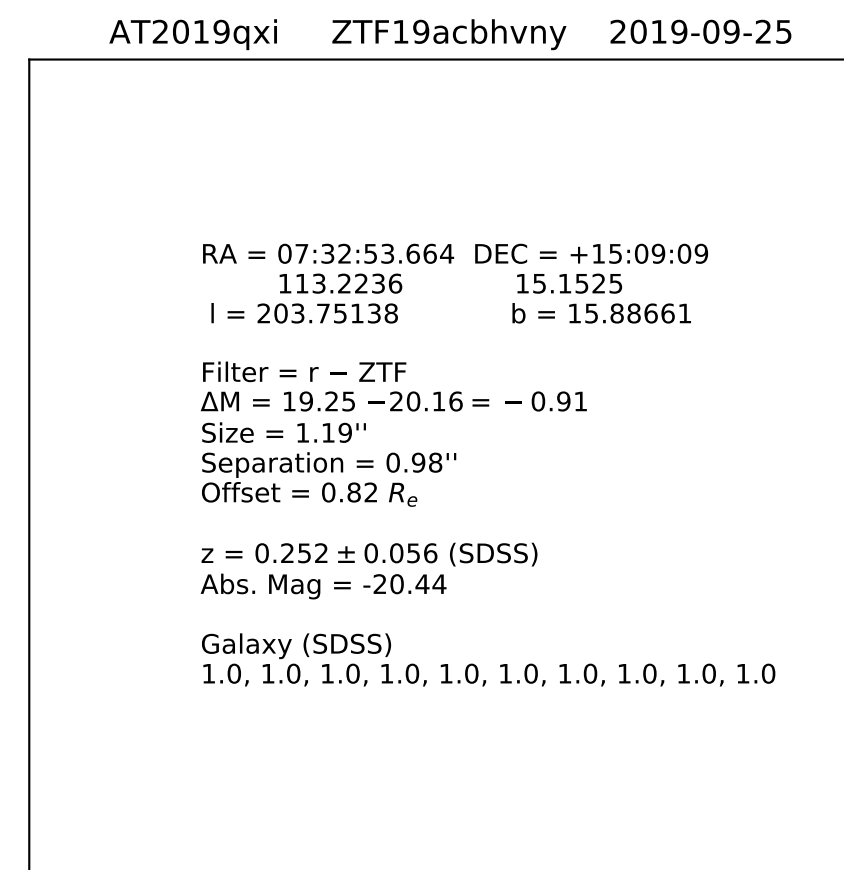 AT2019qxi ZTF19acbhvny 2019-09-25
RA = 07:32:53.664 DEC = +15:09:09
113.2236 15.1525
l = 203.75138 b = 15.88661
Filter = r − ZTF
ΔM = 19.25 −20.16 = − 0.91
Size = 1.19''
Separation = 0.98''
Offset = 0.82 Re
z = 0.252 ± 0.056 (SDSS)
Abs. Mag = -20.44
Galaxy (SDSS)
1.0, 1.0, 1.0, 1.0, 1.0, 1.0, 1.0, 1.0, 1.0, 1.0